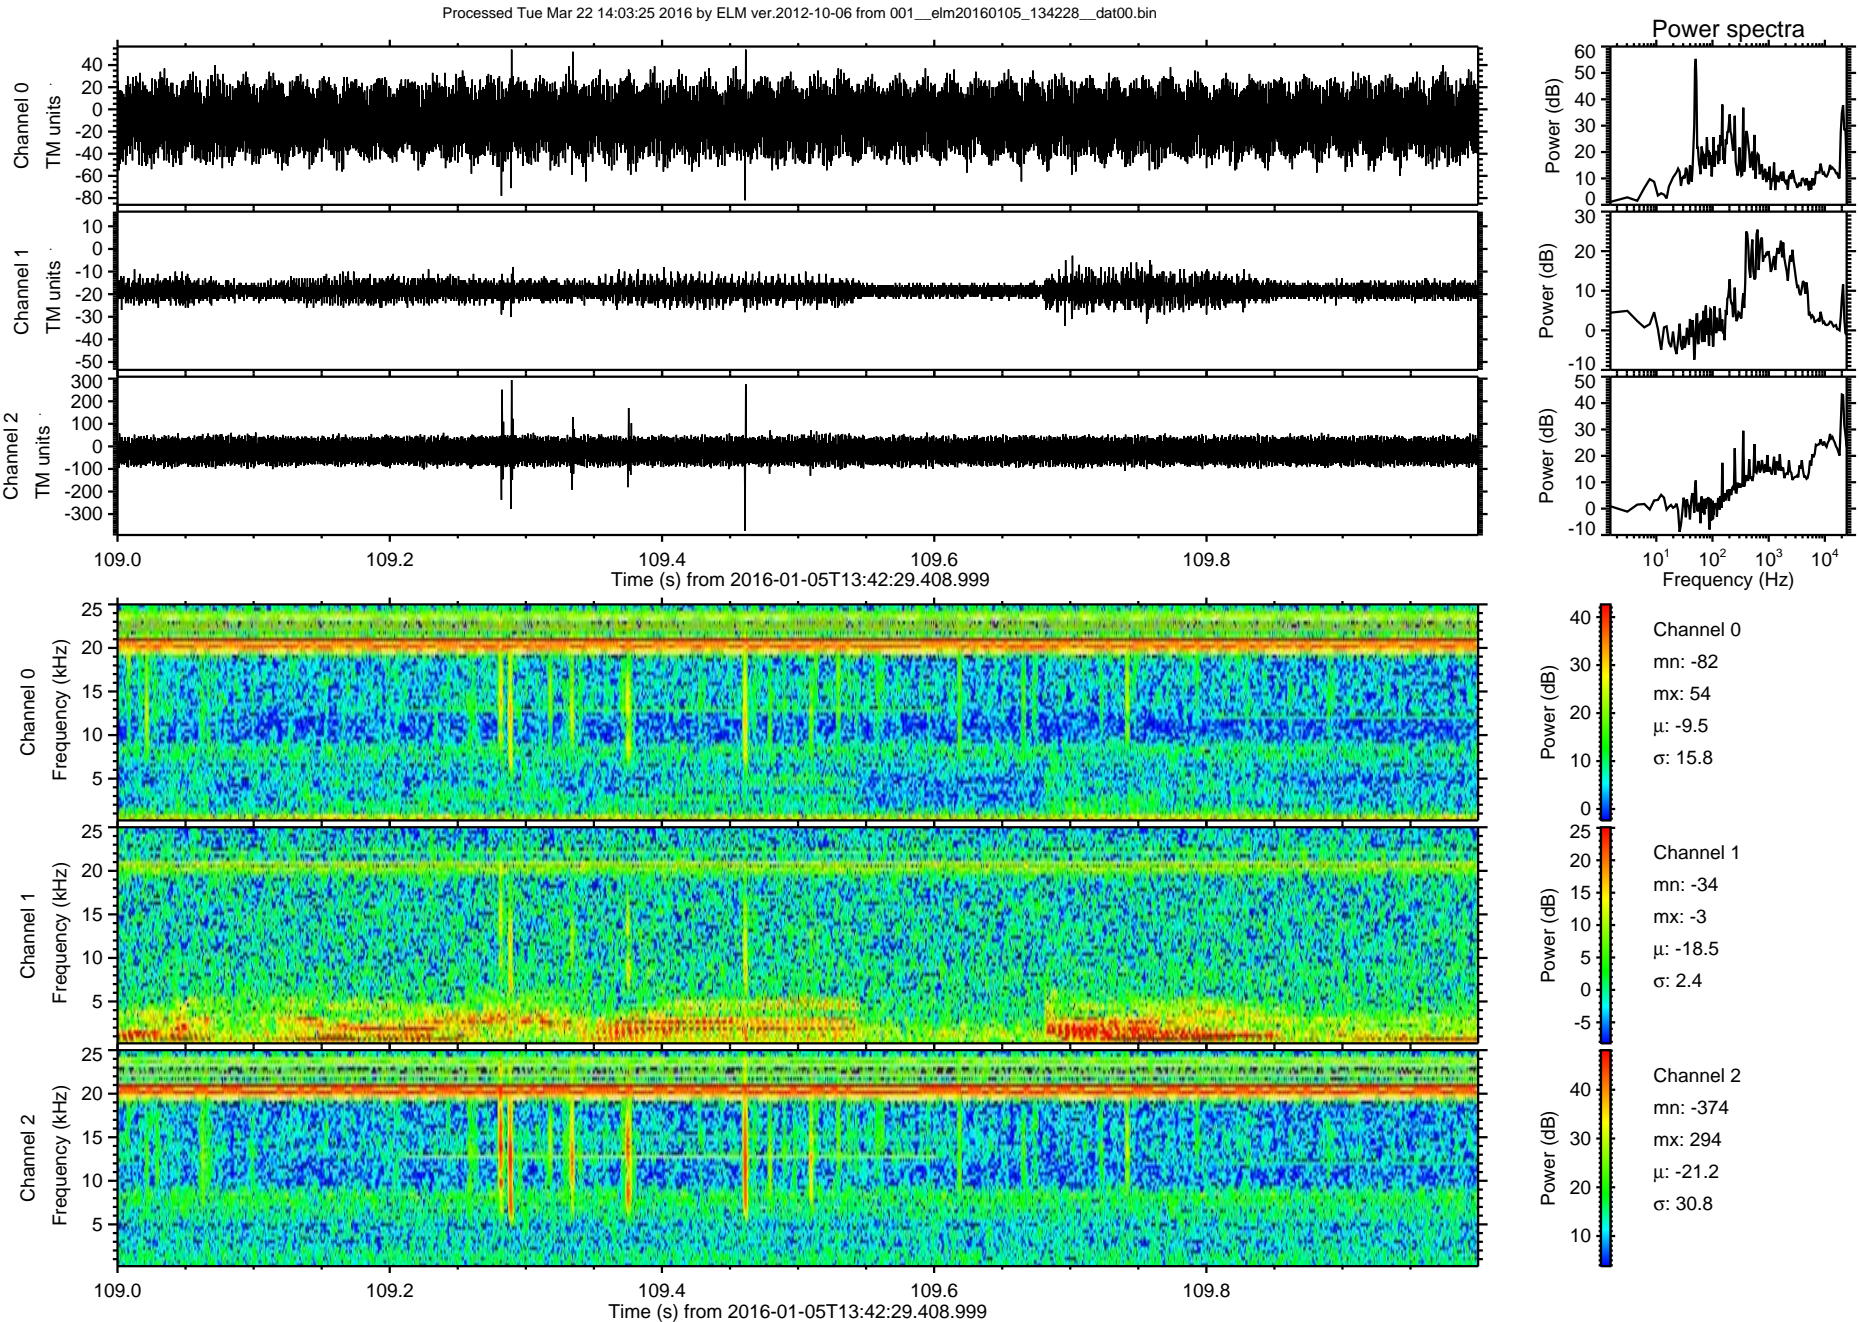 Processed Tue Mar 22 14:03:25 2016 by ELM ver.2012-10-06 from 001__elm20160105_134228__dat00.bin
Power spectra
Channel 0
TM units
40
20
0
-20
-40
-60
-80
Power (dB)
60
50
40
30
20
10
0
Channel 1
TM units
10
0
-10
-20
-30
-40
-50
Power (dB)
30
20
10
0
-10
Channel 2
TM units
300
200
100
0
-100
-200
-300
Power (dB)
50
40
30
20
10
0
-10
109.0 109.2 109.4 109.6 109.8
Time (s) from 2016-01-05T13:42:29.408.999
10^1 10^2 10^3 10^4
Frequency (Hz)
Channel 0
Frequency (kHz)
25
20
15
10
5
Power (dB)
40
30
20
10
0
Channel 0
mn: -82
mx: 54
μ: -9.5
σ: 15.8
Channel 1
Frequency (kHz)
25
20
15
10
5
Power (dB)
25
20
15
10
5
0
-5
Channel 1
mn: -34
mx: -3
μ: -18.5
σ: 2.4
Channel 2
Frequency (kHz)
25
20
15
10
5
Power (dB)
40
30
20
10
Channel 2
mn: -374
mx: 294
μ: -21.2
σ: 30.8
109.0 109.2 109.4 109.6 109.8
Time (s) from 2016-01-05T13:42:29.408.999